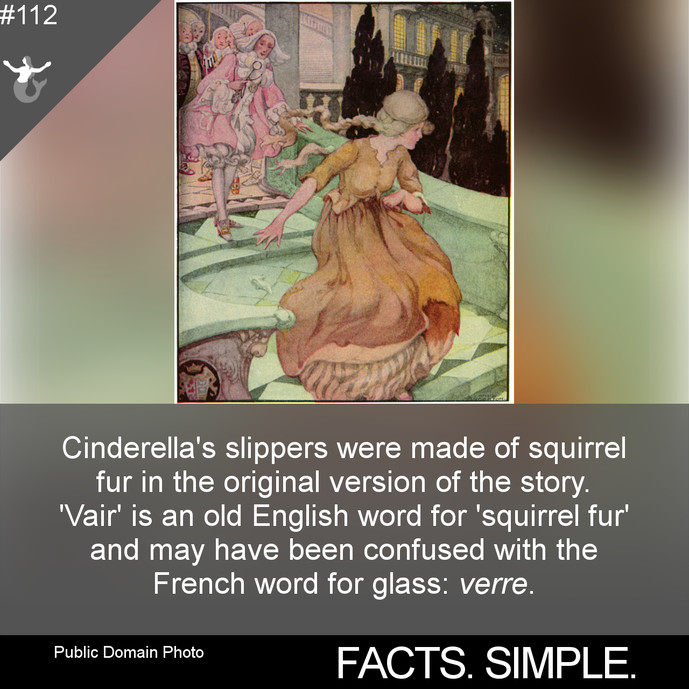 #112
Cinderella's slippers were made of squirrel
fur in the original version of the story.
'Vair' is an old English word for 'squirrel fur'
and may have been confused with the
French word for glass: verre.
Public Domain Photo
FACTS. SIMPLE.